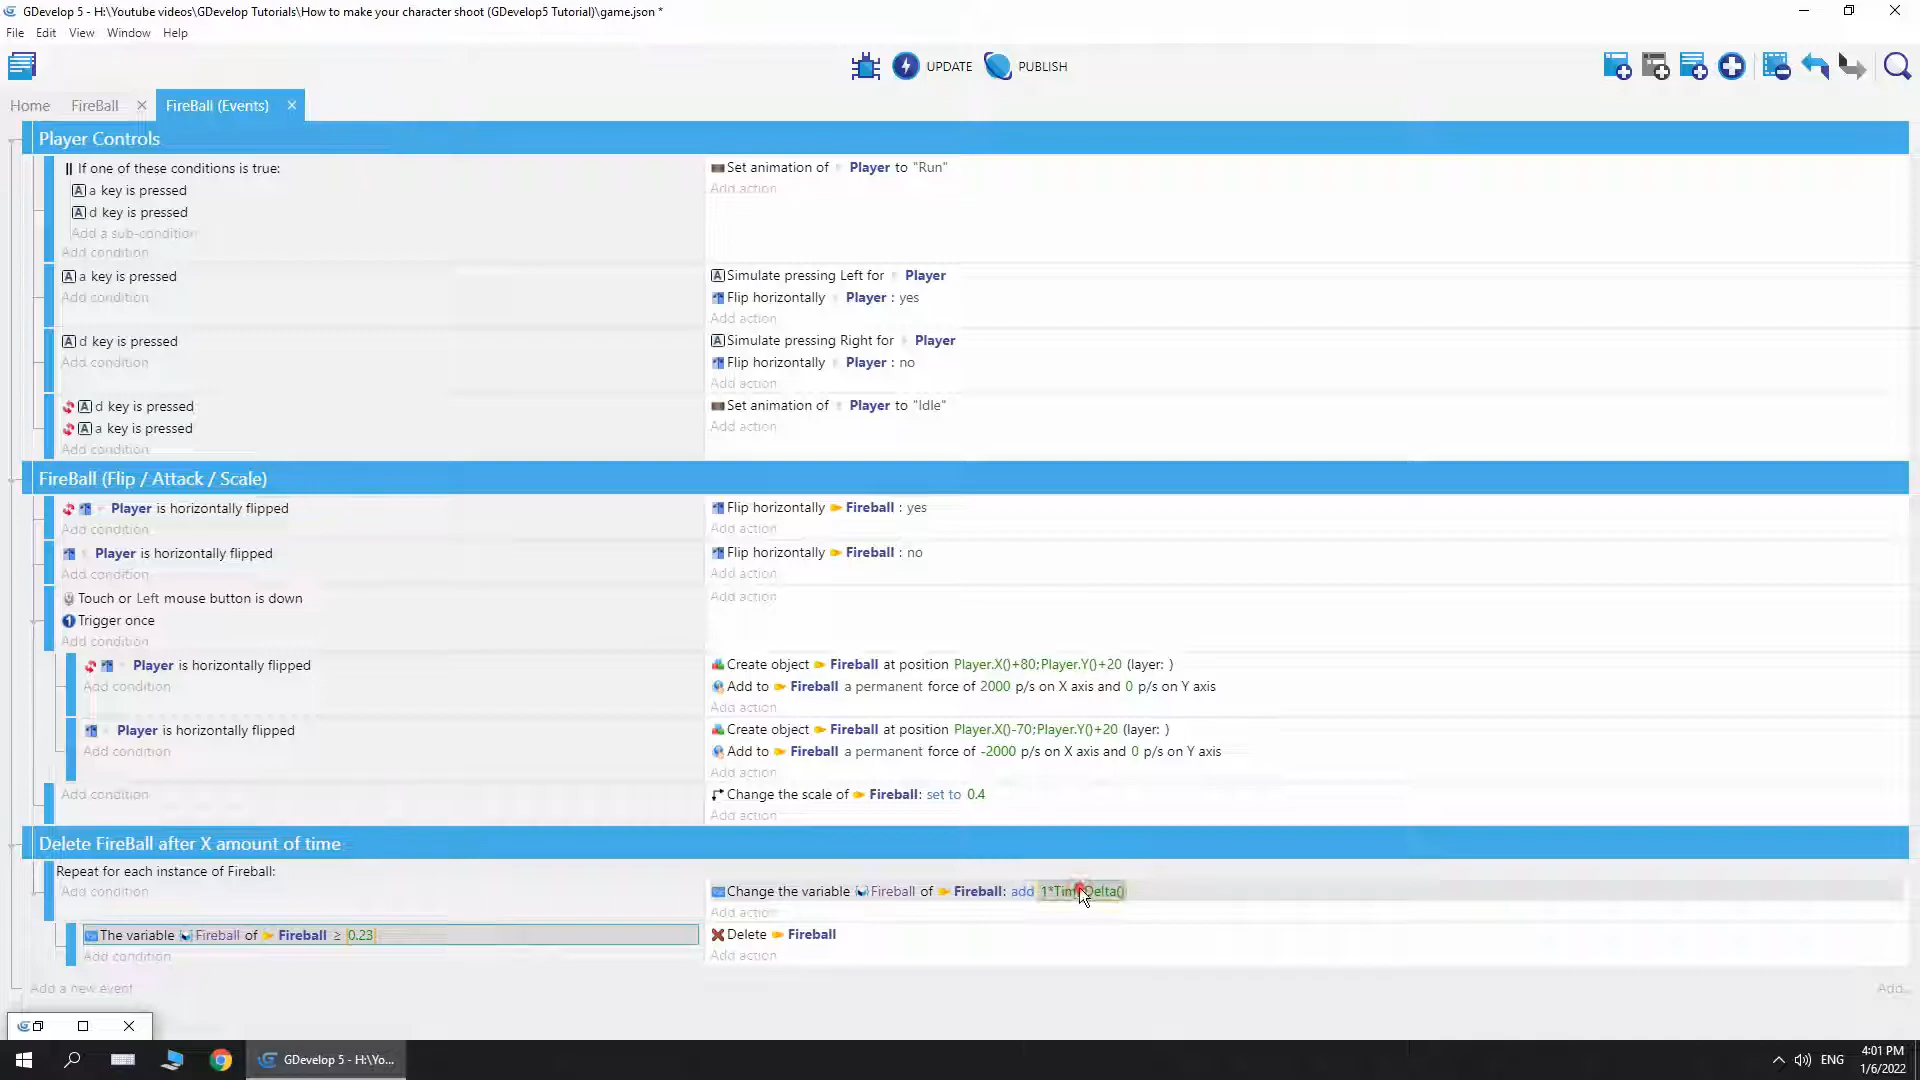 GDevelop 5 - H:\Youtube videos\GDevelop Tutorials\How to make your character shoot (GDevelop5 Tutorial)\game.json *
File Edit View Window Help
UPDATE PUBLISH
Home FireBall FireBall (Events)
Player Controls
If one of these conditions is true: Set animation of Player to "Run"
a key is pressed Add action
d key is pressed
Add a sub-condition
Add condition
a key is pressed Simulate pressing Left for Player
Add condition Flip horizontally Player : yes
Add action
d key is pressed Simulate pressing Right for Player
Add condition Flip horizontally Player : no
Add action
d key is pressed Set animation of Player to "Idle"
a key is pressed Add action
Add condition
FireBall (Flip / Attack / Scale)
Player is horizontally flipped Flip horizontally Fireball : yes
Add condition Add action
Player is horizontally flipped Flip horizontally Fireball : no
Add condition Add action
Touch or Left mouse button is down Add action
Trigger once
Add condition
Player is horizontally flipped Create object Fireball at position Player.X()+80;Player.Y()+20 (layer: )
Add condition Add to Fireball a permanent force of 2000 p/s on X axis and 0 p/s on Y axis
Add action
Player is horizontally flipped Create object Fireball at position Player.X()-70;Player.Y()+20 (layer: )
Add condition Add to Fireball a permanent force of -2000 p/s on X axis and 0 p/s on Y axis
Add action
Add condition Change the scale of Fireball: set to 0.4
Add action
Delete FireBall after X amount of time
Repeat for each instance of Fireball:
Add condition Change the variable Fireball of Fireball: add 1*TimeDelta()
Add action
The variable Fireball of Fireball ≥ 0.23 Delete Fireball
Add condition Add action
Add a new event Add...
GDevelop 5 - H:\Yo... ENG 4:01 PM
1/6/2022